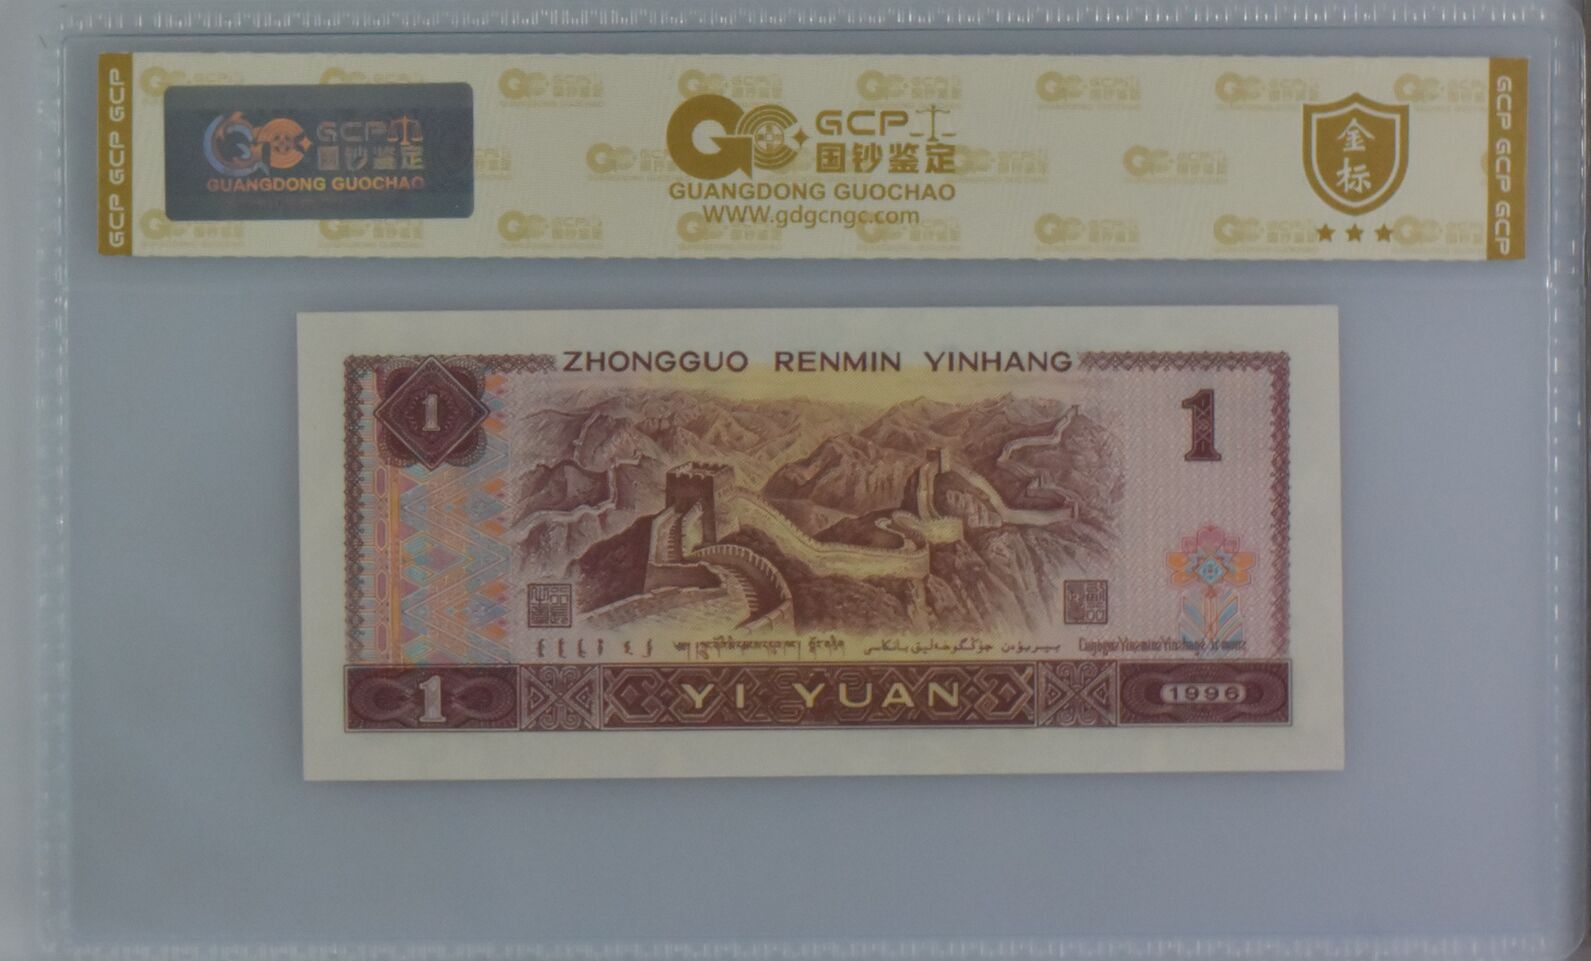 GCP GCP GCP
GCP
国钞鉴定
GUANGDONG GUOCHAO
GCP
国钞鉴定
GUANGDONG GUOCHAO
WWW.gdgcngc.com
金标
GCP GCP GCP
ZHONGGUO RENMIN YINHANG
1
1
1
YI YUAN
1996